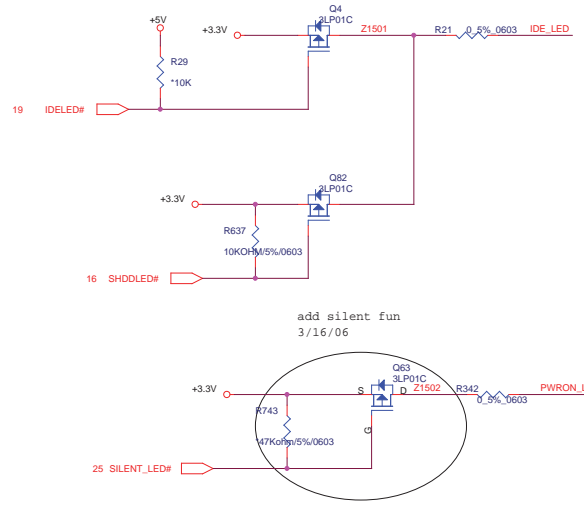 Q4
3LP01C
+5V
+3.3V
Z1501
R21
0_5%_0603
IDE_LED
R29
*10K
19 IDELED#
Q82
3LP01C
+3.3V
R637
10KOHM/5%/0603
16 SHDDLED#
add silent fun
3/16/06
Q63
3LP01C
+3.3V
S
D
Z1502
R342
0_5%_0603
PWRON_L
R743
*47Kohm/5%/0603
G
25 SILENT_LED#